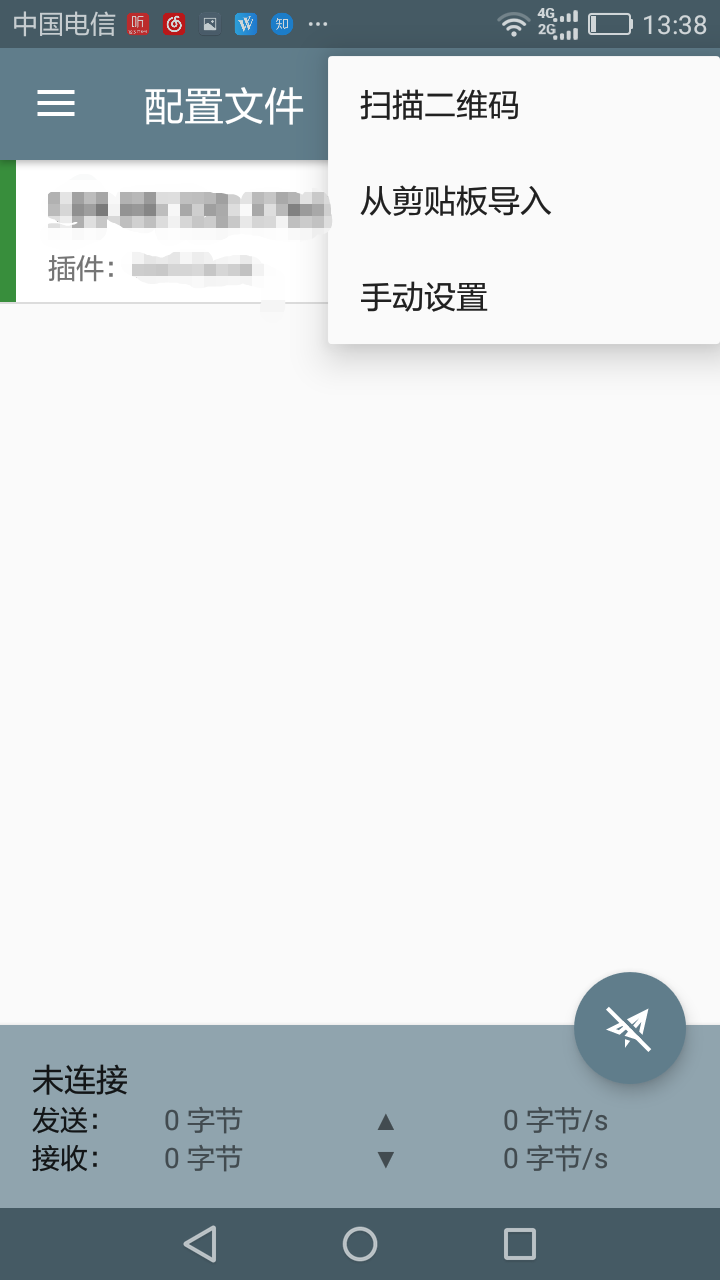 中国电信 听 W 知 ... 4G 2G 13:38
配置文件
扫描二维码
从剪贴板导入
手动设置
插件：
未连接
发送： 0 字节 ▲ 0 字节/s
接收： 0 字节 ▼ 0 字节/s